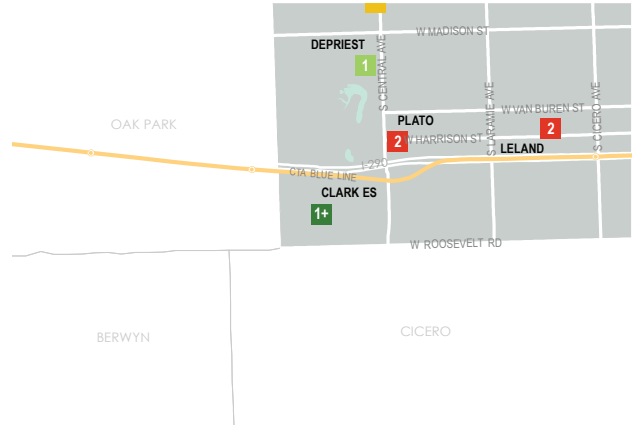 W MADISON ST
DEPRIEST
1
S CENTRAL AVE
S LARAMIE AVE
S CICERO AVE
W VAN BUREN ST
OAK PARK
PLATO
2
2
W HARRISON ST
LELAND
I-290
CTA BLUE LINE
CLARK ES
1+
W ROOSEVELT RD
BERWYN
CICERO